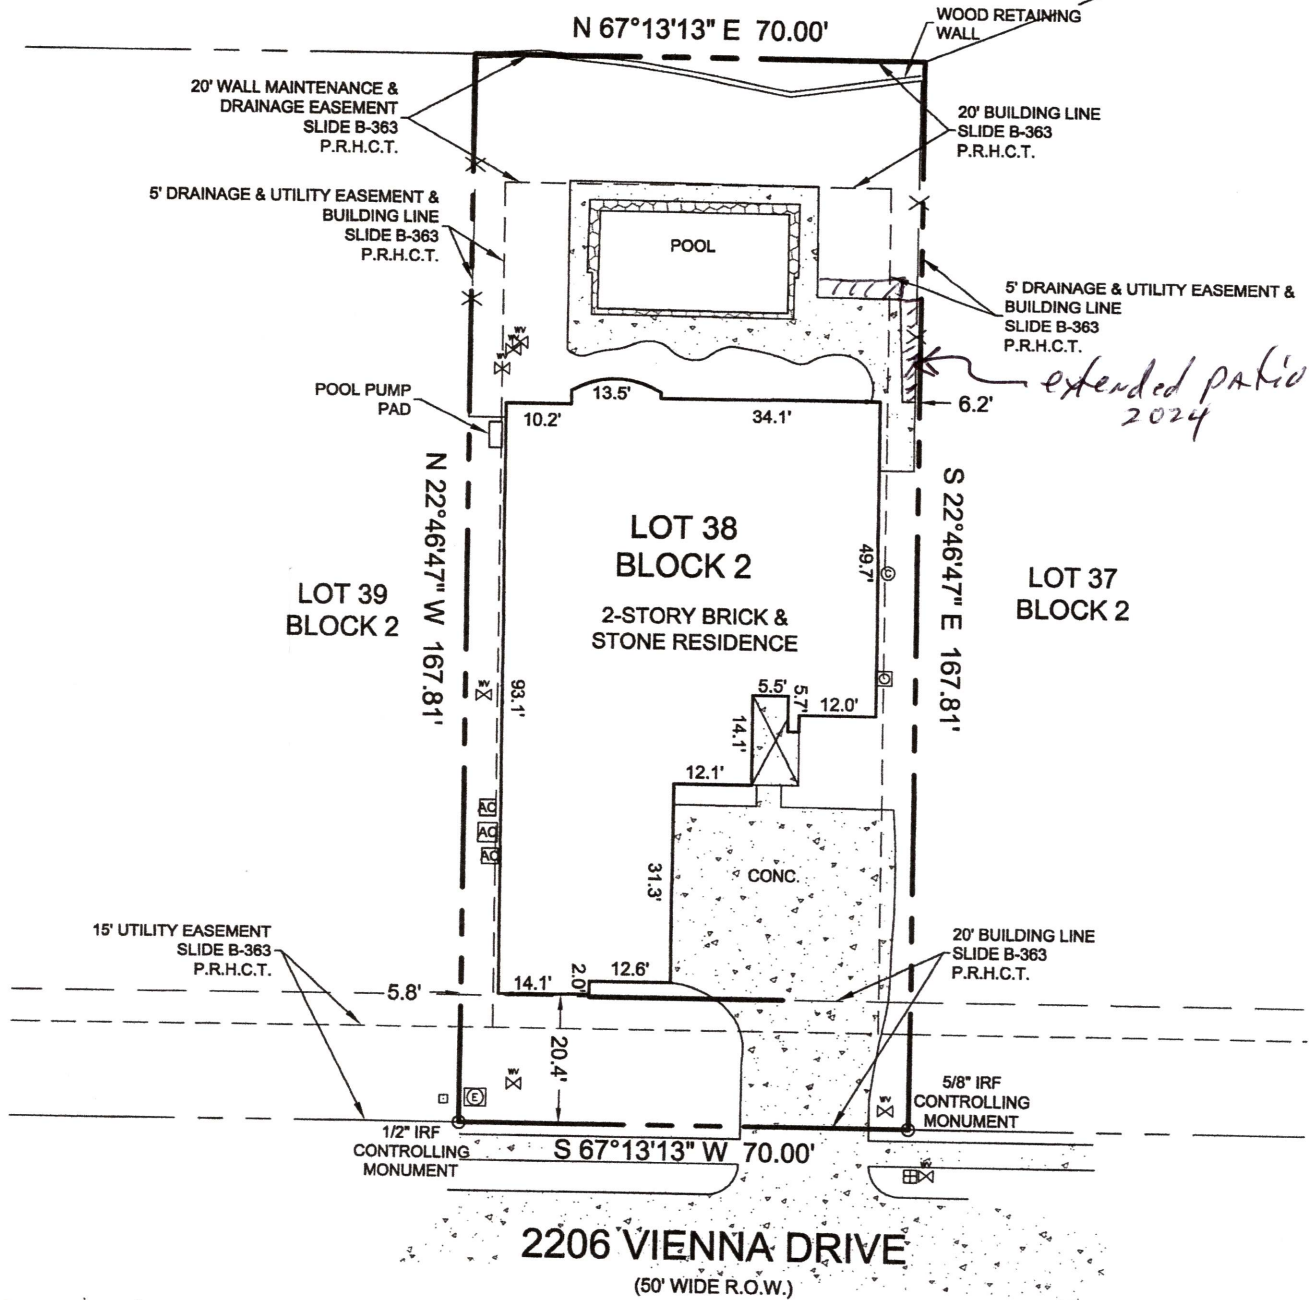 N 67°13'13" E 70.00'
WOOD RETAINING
WALL
20' WALL MAINTENANCE &
DRAINAGE EASEMENT
SLIDE B-363
P.R.H.C.T.
20' BUILDING LINE
SLIDE B-363
P.R.H.C.T.
5' DRAINAGE & UTILITY EASEMENT &
BUILDING LINE
SLIDE B-363
P.R.H.C.T.
POOL
5' DRAINAGE & UTILITY EASEMENT &
BUILDING LINE
SLIDE B-363
P.R.H.C.T.
WV
WV
WV
extended patio
2024
POOL PUMP
PAD
13.5'
10.2'
34.1'
6.2'
N 22°46'47" W 167.81'
S 22°46'47" E 167.81'
LOT 38
BLOCK 2
49.7'
C
LOT 39
BLOCK 2
LOT 37
BLOCK 2
2-STORY BRICK &
STONE RESIDENCE
WV
93.1'
5.5'
5.7'
12.0'
14.1'
12.1'
AC
AC
AC
31.3'
CONC.
15' UTILITY EASEMENT
SLIDE B-363
P.R.H.C.T.
20' BUILDING LINE
SLIDE B-363
P.R.H.C.T.
5.8'
14.1'
2.0'
12.6'
20.4'
WV
E
WV
5/8" IRF
CONTROLLING
MONUMENT
1/2" IRF
CONTROLLING
MONUMENT
S 67°13'13" W 70.00'
WV
2206 VIENNA DRIVE
(50' WIDE R.O.W.)